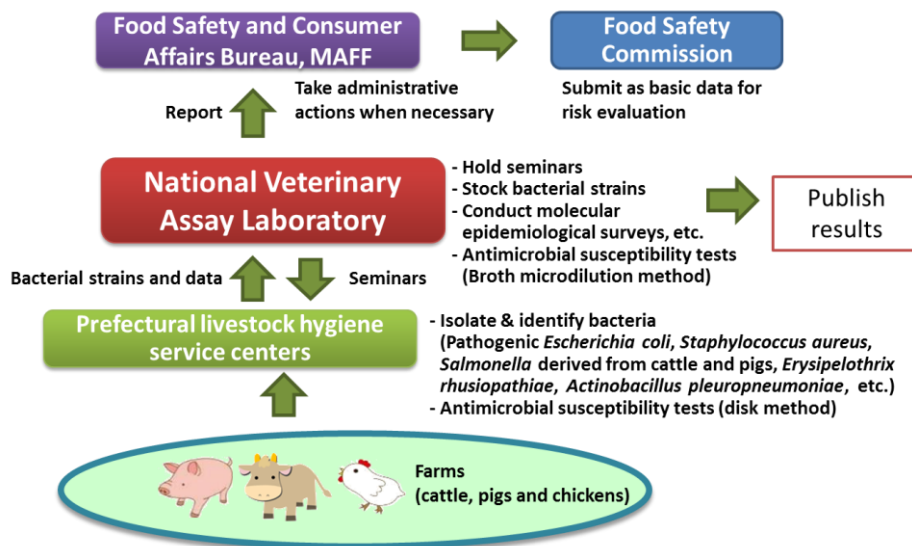 Food Safety and Consumer
Affairs Bureau, MAFF
Food Safety
Commission
Report
Take administrative
actions when necessary
Submit as basic data for
risk evaluation
National Veterinary
Assay Laboratory
- Hold seminars
- Stock bacterial strains
- Conduct molecular
epidemiological surveys, etc.
- Antimicrobial susceptibility tests
(Broth microdilution method)
Publish
results
Bacterial strains and data
Seminars
Prefectural livestock hygiene
service centers
- Isolate & identify bacteria
(Pathogenic Escherichia coli, Staphylococcus aureus,
Salmonella derived from cattle and pigs, Erysipelothrix
rhusiopathiae, Actinobacillus pleuropneumoniae, etc.)
- Antimicrobial susceptibility tests (disk method)
Farms
(cattle, pigs and chickens)